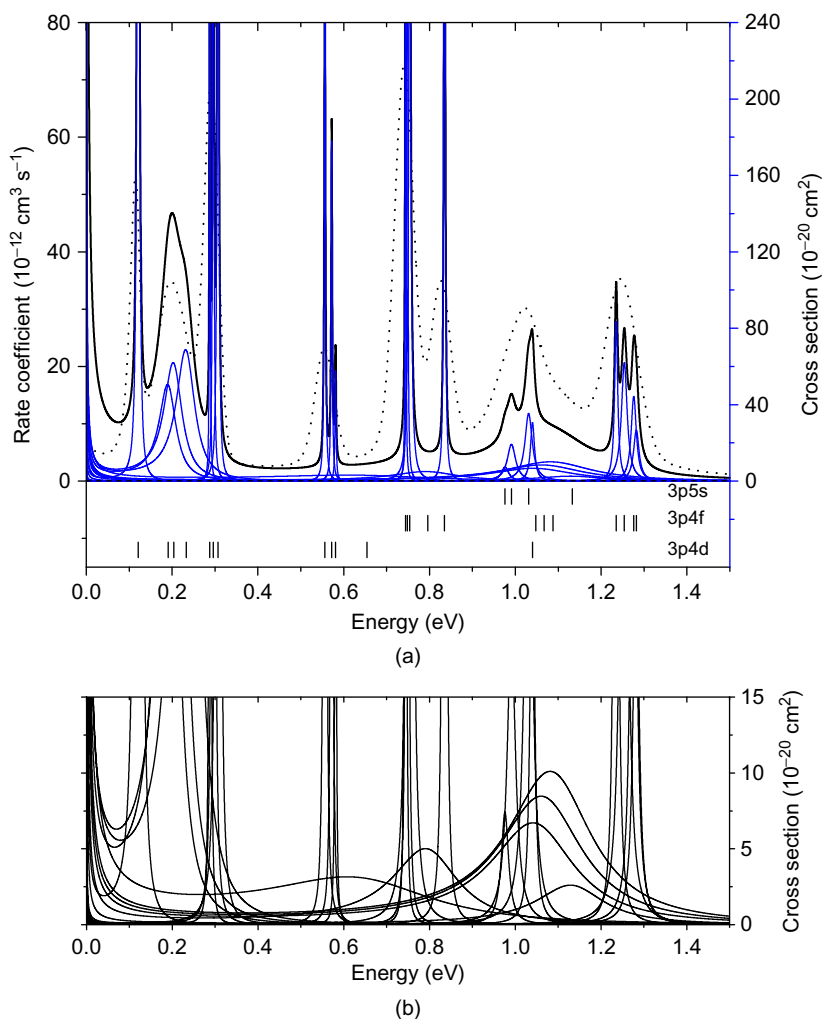 80
60
40
20
0
240
200
160
120
80
40
0
Rate coefficient (10⁻¹² cm³ s⁻¹)
Cross section (10⁻²⁰ cm²)
3p5s
3p4f
3p4d
0.0 0.2 0.4 0.6 0.8 1.0 1.2 1.4
Energy (eV)
(a)
15
10
5
0
Cross section (10⁻²⁰ cm²)
0.0 0.2 0.4 0.6 0.8 1.0 1.2 1.4
Energy (eV)
(b)